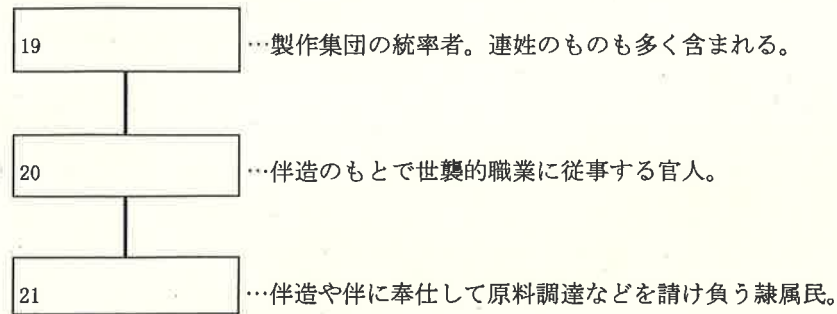 19 …製作集団の統率者。連姓のものも多く含まれる。
20 …伴造のもとで世襲的職業に従事する官人。
21 …伴造や伴に奉仕して原料調達などを請け負う隷属民。